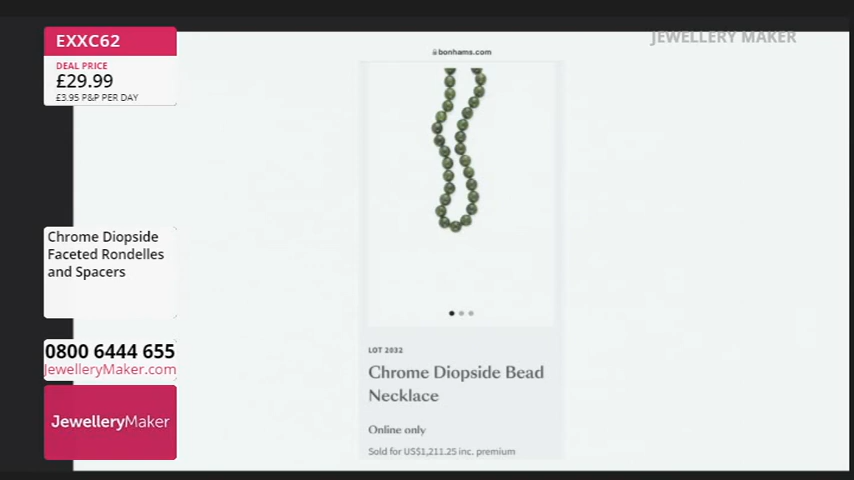 EXXC62
DEAL PRICE
£29.99
£3.95 P&P PER DAY
Chrome Diopside
Faceted Rondelles
and Spacers
0800 6444 655
JewelleryMaker.com
JewelleryMaker
JEWELLERY MAKER
bonhams.com
LOT 2032
Chrome Diopside Bead
Necklace
Online only
Sold for US$1,211.25 inc. premium